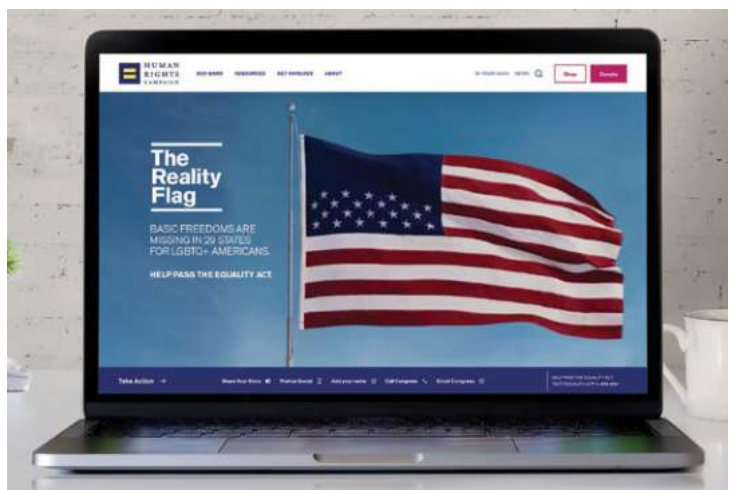 HUMAN
RIGHTS
CAMPAIGN
OUR WORK RESOURCES GET INVOLVED ABOUT
NEWS
Shop
Donate
The
Reality
Flag
BASIC FREEDOMS ARE
MISSING IN 29 STATES
FOR LGBTQ+ AMERICANS.
HELP PASS THE EQUALITY ACT.
Take Action
Share Your Story
Add your name
Call Congress
Email Congress